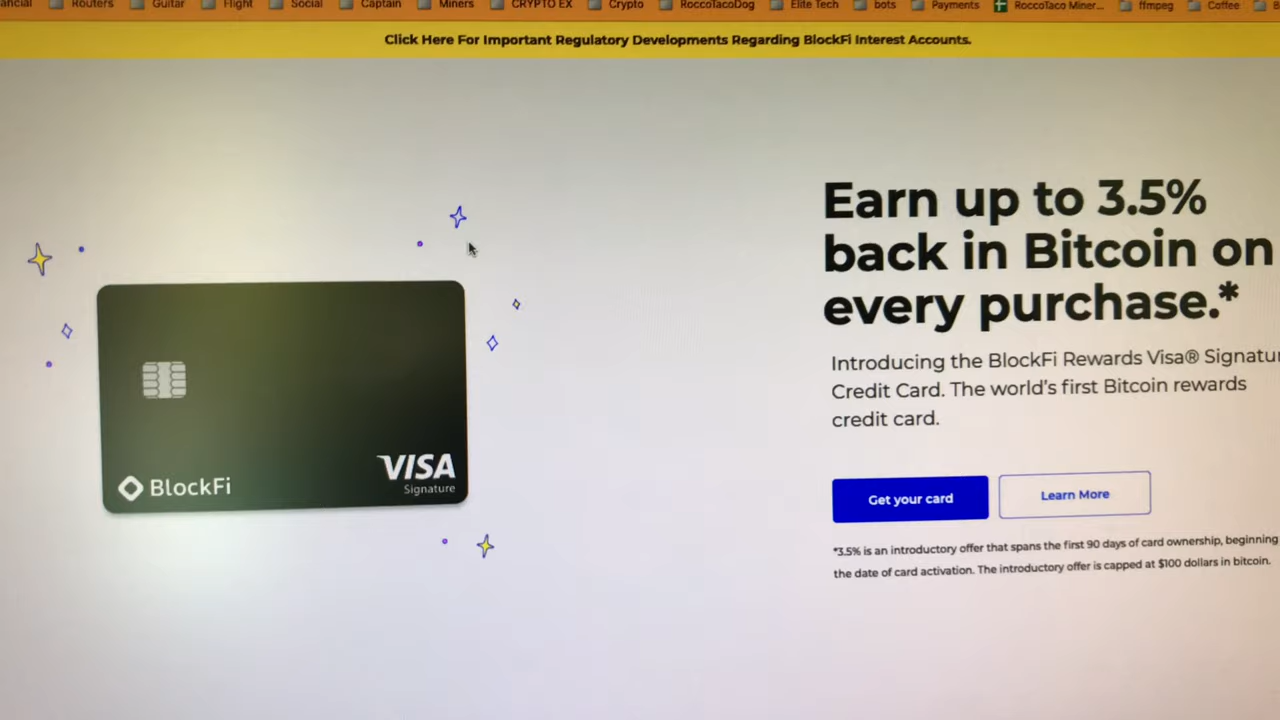 Routers Guitar Flight Social Captain Miners CRYPTO EX Crypto RoccoTacoDog Elite Tech bots Payments RoccoTaco Miner... ffmpeg Coffee
Click Here For Important Regulatory Developments Regarding BlockFi Interest Accounts.
Earn up to 3.5%
back in Bitcoin on
every purchase.*
Introducing the BlockFi Rewards Visa® Signatu
Credit Card. The world's first Bitcoin rewards
credit card.
Get your card Learn More
*3.5% is an introductory offer that spans the first 90 days of card ownership, beginning
the date of card activation. The introductory offer is capped at $100 dollars in bitcoin.
VISA
Signature
BlockFi